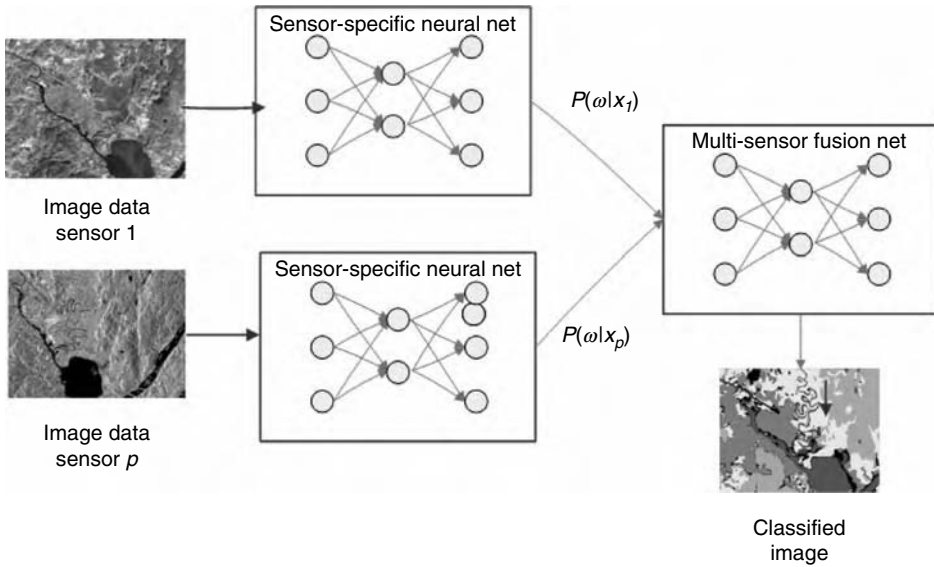 Sensor-specific neural net
P(ω|x₁)
Multi-sensor fusion net
Image data
sensor 1
Sensor-specific neural net
P(ω|xₚ)
Image data
sensor p
Classified
image